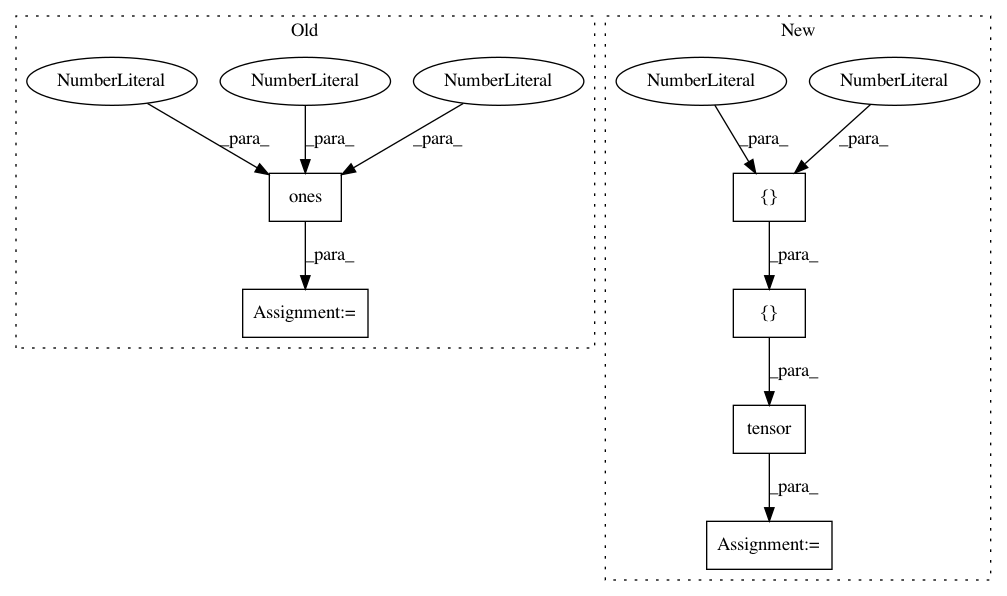 Old
New
NumberLiteral
NumberLiteral
NumberLiteral
NumberLiteral
NumberLiteral
_para_
_para_
_para_
_para_
_para_
ones
{}
_para_
_para_
Assignment:=
{}
_para_
tensor
_para_
Assignment:=